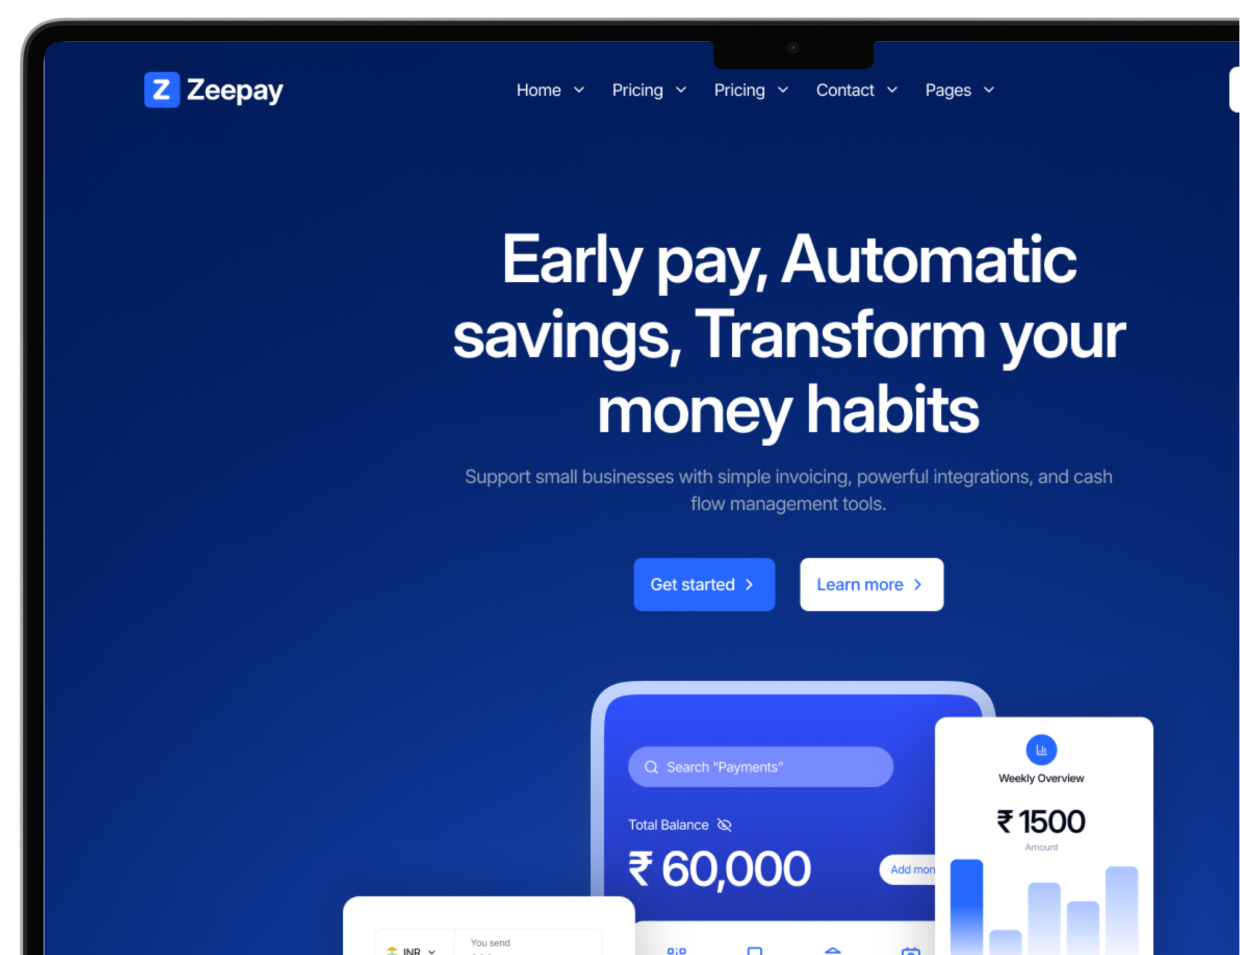 Z Zeepay
Home Pricing Pricing Contact Pages
Early pay, Automatic
savings, Transform your
money habits
Support small businesses with simple invoicing, powerful integrations, and cash
flow management tools.
Get started Learn more
Search “Payments”
Total Balance
₹ 60,000
Add mon
Weekly Overview
₹ 1500
Amount
INR
You send